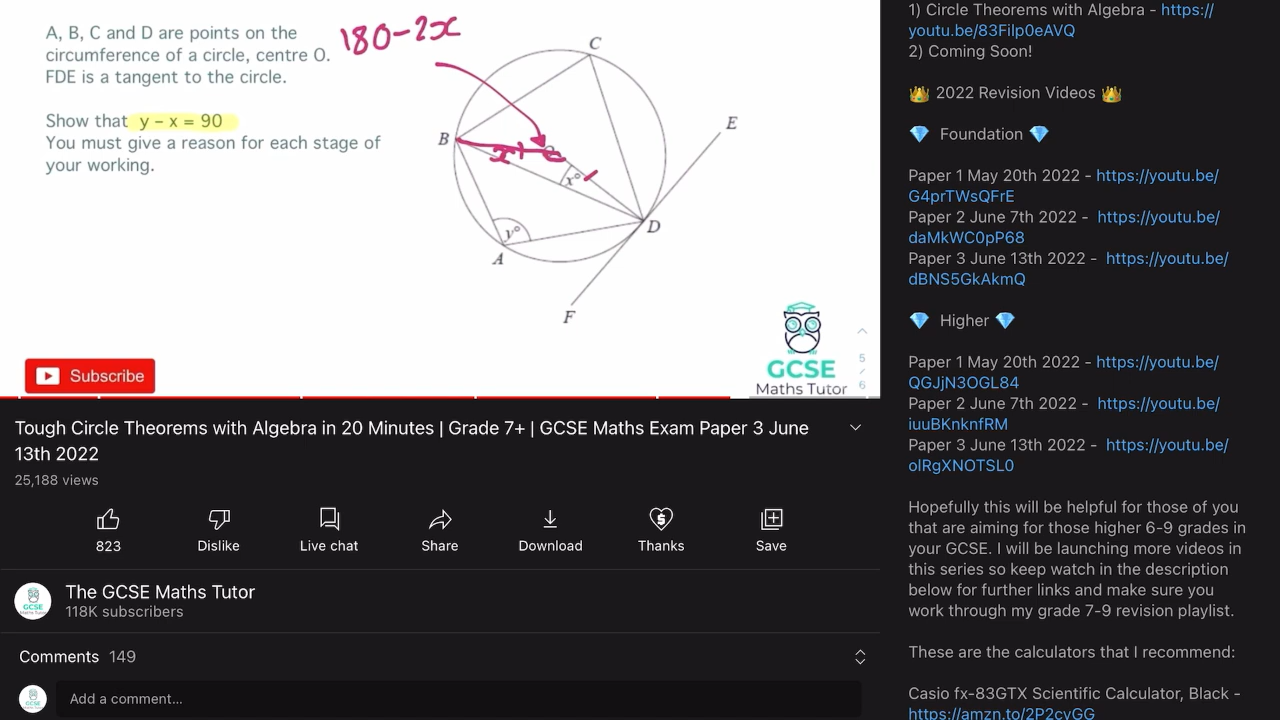 A, B, C and D are points on the
circumference of a circle, centre O.
FDE is a tangent to the circle.
180-2x
Show that y – x = 90
You must give a reason for each stage of
your working.
C
E
B
x
x°
D
y°
A
F
Subscribe
GCSE
Maths Tutor
5
/
6
Tough Circle Theorems with Algebra in 20 Minutes | Grade 7+ | GCSE Maths Exam Paper 3 June
13th 2022
25,188 views
823
Dislike
Live chat
Share
Download
Thanks
Save
GCSE
The GCSE Maths Tutor
118K subscribers
Comments 149
Add a comment...
1) Circle Theorems with Algebra - https://
youtu.be/83Filp0eAVQ
2) Coming Soon!
👑 2022 Revision Videos 👑
💎 Foundation 💎
Paper 1 May 20th 2022 - https://youtu.be/
G4prTWsQFrE
Paper 2 June 7th 2022 - https://youtu.be/
daMkWC0pP68
Paper 3 June 13th 2022 - https://youtu.be/
dBNS5GkAkmQ
💎 Higher 💎
Paper 1 May 20th 2022 - https://youtu.be/
QGJjN3OGL84
Paper 2 June 7th 2022 - https://youtu.be/
iuuBKnknfRM
Paper 3 June 13th 2022 - https://youtu.be/
olRgXNOTSL0
Hopefully this will be helpful for those of you
that are aiming for those higher 6-9 grades in
your GCSE. I will be launching more videos in
this series so keep watch in the description
below for further links and make sure you
work through my grade 7-9 revision playlist.
These are the calculators that I recommend:
Casio fx-83GTX Scientific Calculator, Black -
https://amzn.to/2P2cvGG